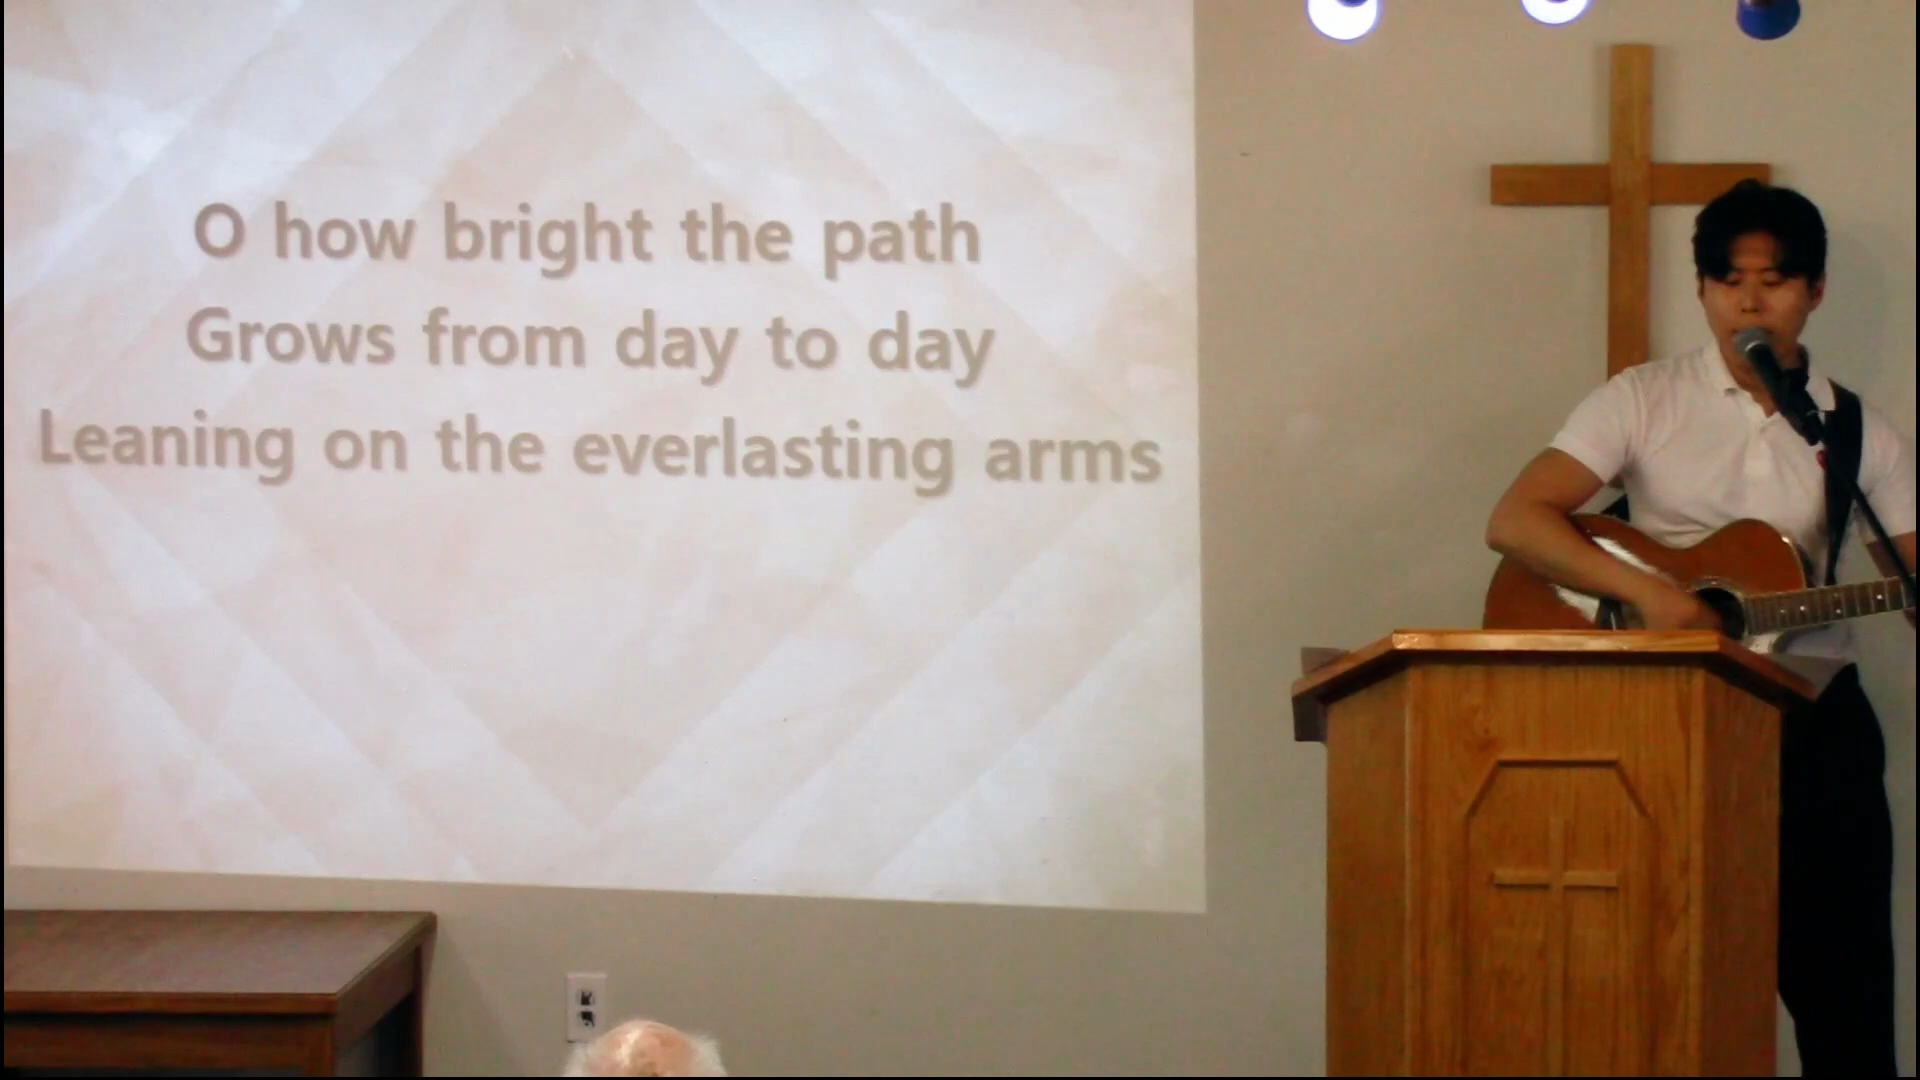 O how bright the path
Grows from day to day
Leaning on the everlasting arms